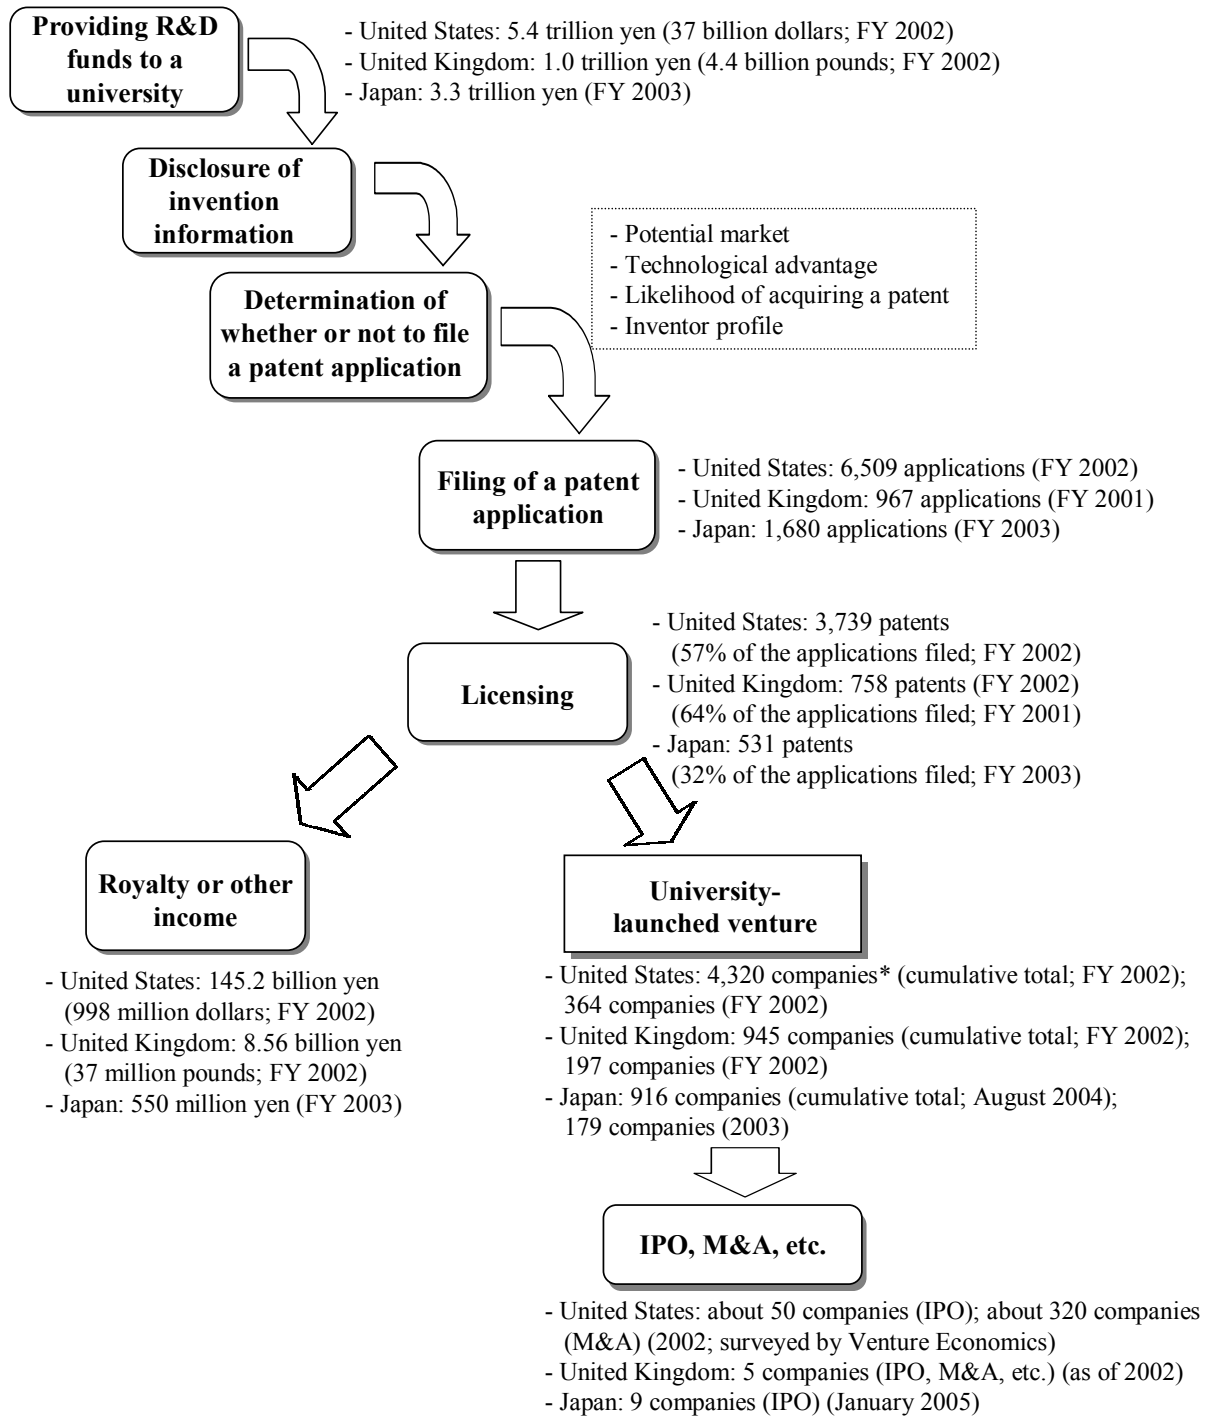 Providing R&D
funds to a
university
- United States: 5.4 trillion yen (37 billion dollars; FY 2002)
- United Kingdom: 1.0 trillion yen (4.4 billion pounds; FY 2002)
- Japan: 3.3 trillion yen (FY 2003)
Disclosure of
invention
information
- Potential market
- Technological advantage
- Likelihood of acquiring a patent
- Inventor profile
Determination of
whether or not to file
a patent application
Filing of a patent
application
- United States: 6,509 applications (FY 2002)
- United Kingdom: 967 applications (FY 2001)
- Japan: 1,680 applications (FY 2003)
Licensing
- United States: 3,739 patents
(57% of the applications filed; FY 2002)
- United Kingdom: 758 patents (FY 2002)
(64% of the applications filed; FY 2001)
- Japan: 531 patents
(32% of the applications filed; FY 2003)
Royalty or other
income
- United States: 145.2 billion yen
(998 million dollars; FY 2002)
- United Kingdom: 8.56 billion yen
(37 million pounds; FY 2002)
- Japan: 550 million yen (FY 2003)
University-
launched venture
- United States: 4,320 companies* (cumulative total; FY 2002);
364 companies (FY 2002)
- United Kingdom: 945 companies (cumulative total; FY 2002);
197 companies (FY 2002)
- Japan: 916 companies (cumulative total; August 2004);
179 companies (2003)
IPO, M&A, etc.
- United States: about 50 companies (IPO); about 320 companies
(M&A) (2002; surveyed by Venture Economics)
- United Kingdom: 5 companies (IPO, M&A, etc.) (as of 2002)
- Japan: 9 companies (IPO) (January 2005)